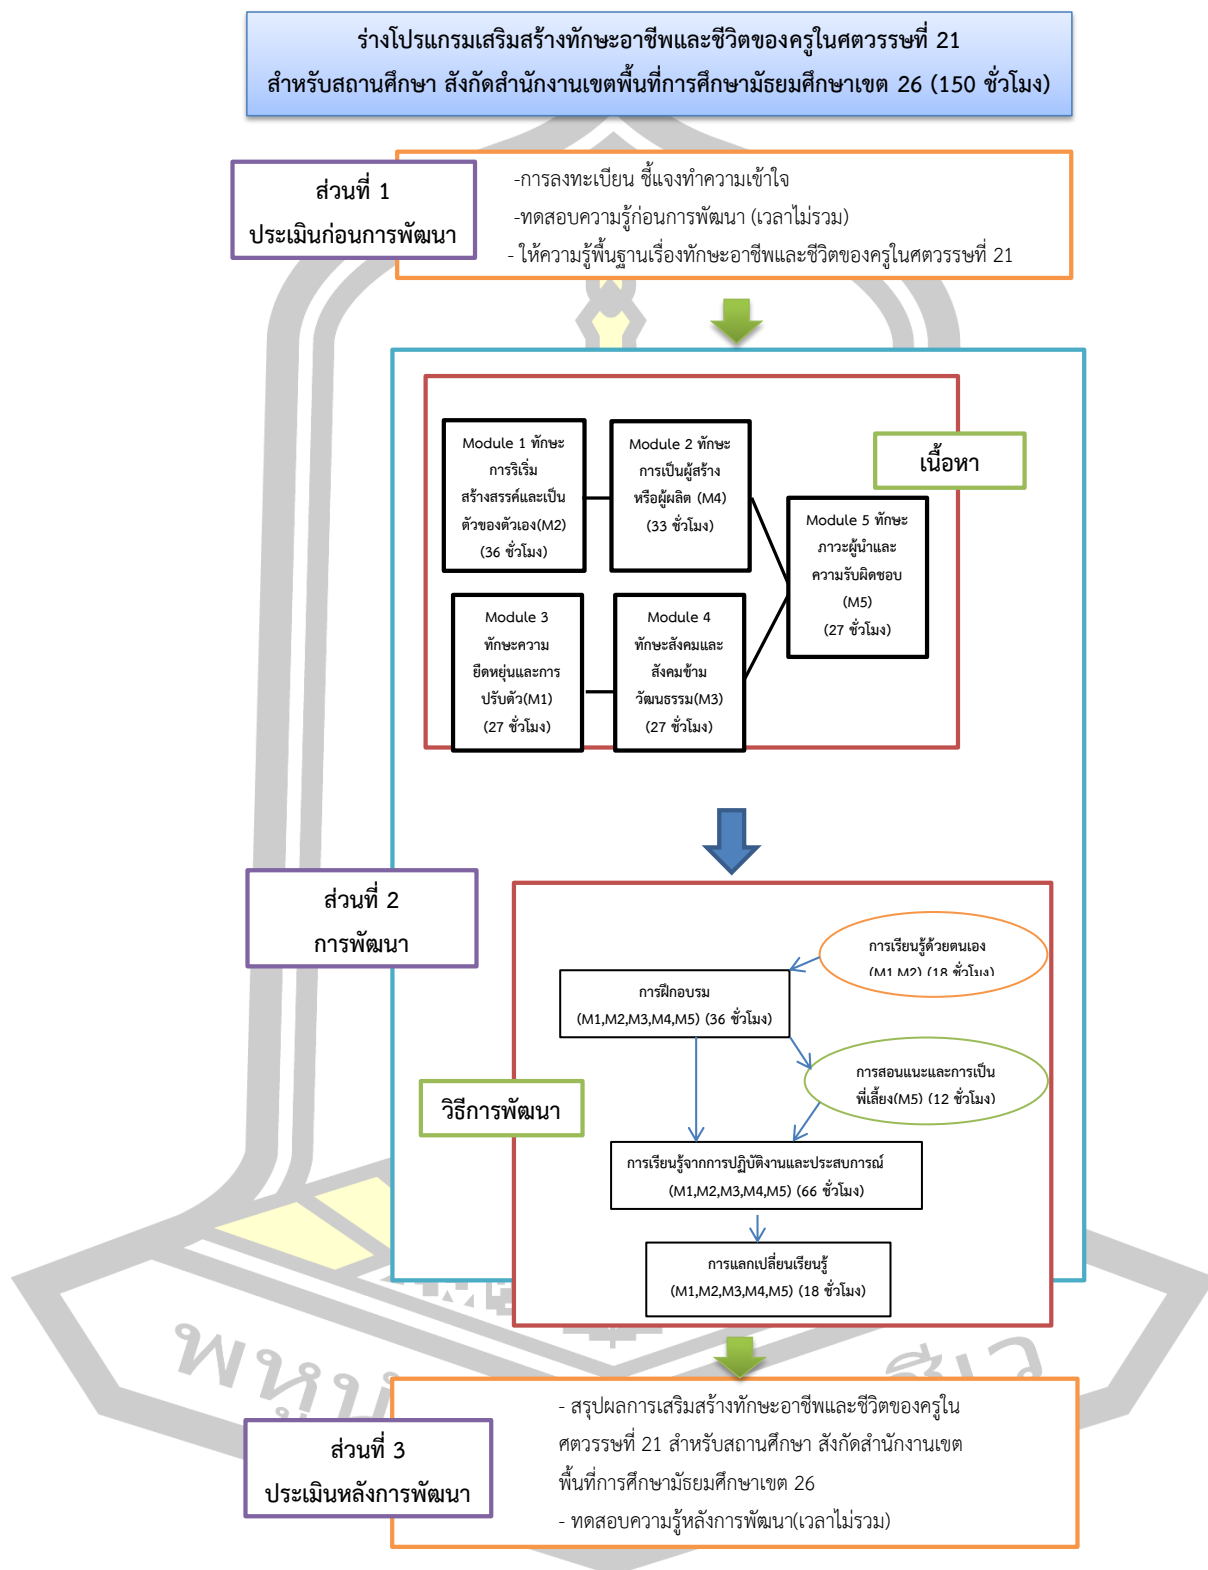 ร่างโปรแกรมเสริมสร้างทักษะอาชีพและชีวิตของครูในศตวรรษที่ 21
สำหรับสถานศึกษา สังกัดสำนักงานเขตพื้นที่การศึกษามัธยมศึกษาเขต 26 (150 ชั่วโมง)
ส่วนที่ 1
ประเมินก่อนการพัฒนา
-การลงทะเบียน ชี้แจงทำความเข้าใจ
-ทดสอบความรู้ก่อนการพัฒนา (เวลาไม่รวม)
- ให้ความรู้พื้นฐานเรื่องทักษะอาชีพและชีวิตของครูในศตวรรษที่ 21
เนื้อหา
Module 1 ทักษะ
การริเริ่ม
สร้างสรรค์และเป็น
ตัวของตัวเอง(M2)
(36 ชั่วโมง)
Module 2 ทักษะ
การเป็นผู้สร้าง
หรือผู้ผลิต (M4)
(33 ชั่วโมง)
Module 5 ทักษะ
ภาวะผู้นำและ
ความรับผิดชอบ
(M5)
(27 ชั่วโมง)
Module 3
ทักษะความ
ยืดหยุ่นและการ
ปรับตัว(M1)
(27 ชั่วโมง)
Module 4
ทักษะสังคมและ
สังคมข้าม
วัฒนธรรม(M3)
(27 ชั่วโมง)
ส่วนที่ 2
การพัฒนา
การเรียนรู้ด้วยตนเอง
(M1,M2) (18 ชั่วโมง)
การฝึกอบรม
(M1,M2,M3,M4,M5) (36 ชั่วโมง)
การสอนแนะและการเป็น
พี่เลี้ยง(M5) (12 ชั่วโมง)
วิธีการพัฒนา
การเรียนรู้จากการปฏิบัติงานและประสบการณ์
(M1,M2,M3,M4,M5) (66 ชั่วโมง)
การแลกเปลี่ยนเรียนรู้
(M1,M2,M3,M4,M5) (18 ชั่วโมง)
ส่วนที่ 3
ประเมินหลังการพัฒนา
- สรุปผลการเสริมสร้างทักษะอาชีพและชีวิตของครูใน
ศตวรรษที่ 21 สำหรับสถานศึกษา สังกัดสำนักงานเขต
พื้นที่การศึกษามัธยมศึกษาเขต 26
- ทดสอบความรู้หลังการพัฒนา(เวลาไม่รวม)